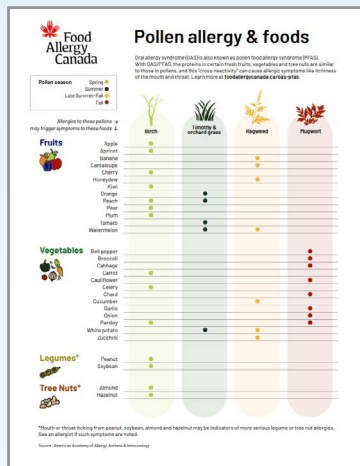 Food
Allergy
Canada
Pollen allergy & foods
Oral allergy syndrome (OAS) is also known as pollen food allergy syndrome (PFAS).
With OAS/PFAS, the proteins in certain fresh fruits, vegetables and tree nuts are similar
to those in pollens, and this "cross-reactivity" can cause allergic symptoms like itchiness
of the mouth and throat. Learn more at foodallergycanada.ca/oas-pfas.
Pollen season
Spring
Summer
Late Summer-Fall
Fall
Allergies to these pollens →
may trigger symptoms to these foods ↓
Birch
Timothy &
orchard grass
Ragweed
Mugwort
Fruits
Apple
Apricot
Banana
Cantaloupe
Cherry
Honeydew
Kiwi
Orange
Peach
Pear
Plum
Tomato
Watermelon
Vegetables
Bell pepper
Broccoli
Cabbage
Carrot
Cauliflower
Celery
Chard
Cucumber
Garlic
Onion
Parsley
White potato
Zucchini
Legumes*
Peanut
Soybean
Tree Nuts*
Almond
Hazelnut
*Mouth or throat itching from peanut, soybean, almond and hazelnut may be indicators of more serious legume or tree nut allergies.
See an allergist if such symptoms are noted.
Source: American Academy of Allergy, Asthma & Immunology